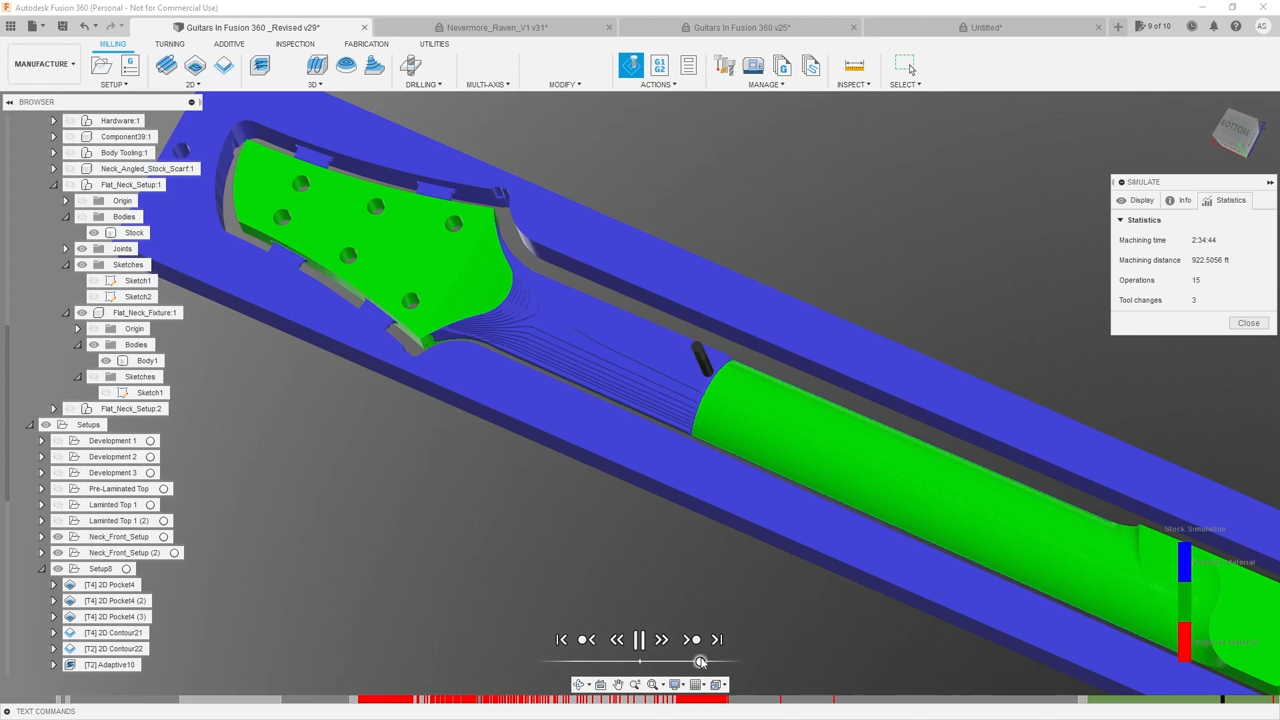 Autodesk Fusion 360 (Personal - Not for Commercial Use)
Guitars In Fusion 360 _Revised v29*
Nevermore_Raven_V1 v31*
Guitars In Fusion 360 v25*
Untitled*
9 of 10
AS
MILLING
TURNING
ADDITIVE
INSPECTION
FABRICATION
UTILITIES
MANUFACTURE
G1
G2
G
SETUP
2D
3D
DRILLING
MULTI-AXIS
MODIFY
ACTIONS
MANAGE
INSPECT
SELECT
BROWSER
Hardware:1
Component39:1
Body Tooling:1
Neck_Angled_Stock_Scarf:1
Flat_Neck_Setup:1
Origin
Bodies
Stock
Joints
Sketches
Sketch1
Sketch2
Flat_Neck_Fixture:1
Origin
Bodies
Body1
Sketches
Sketch1
Flat_Neck_Setup:2
Setups
Development 1
Development 2
Development 3
Pre-Laminated Top
Laminted Top 1
Laminted Top 1 (2)
Neck_Front_Setup
Neck_Front_Setup (2)
Setup8
[T4] 2D Pocket4
[T4] 2D Pocket4 (2)
[T4] 2D Pocket4 (3)
[T4] 2D Contour21
[T2] 2D Contour22
[T2] Adaptive10
BOTTOM
SIMULATE
Display
Info
Statistics
Statistics
Machining time 2:34:44
Machining distance 922.5056 ft
Operations 15
Tool changes 3
Close
Stock Simulation
Material
TEXT COMMANDS